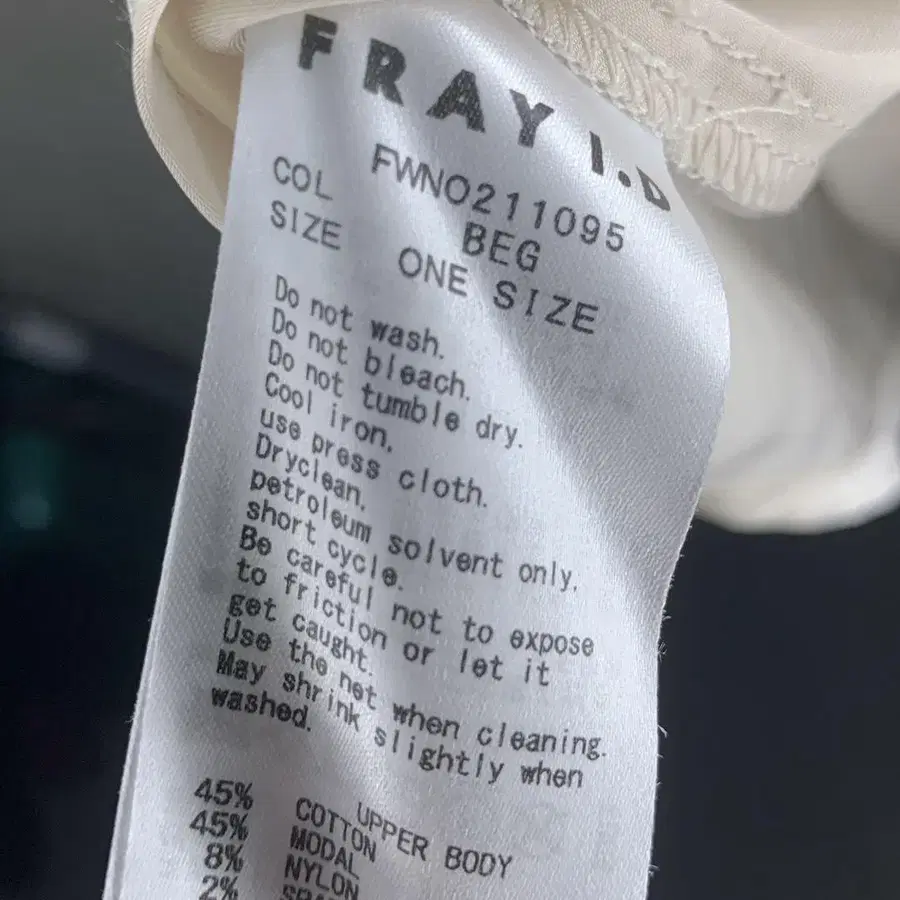 FRAY I.D
FWNO211095
COL BEG
SIZE ONE SIZE
Do not wash.
Do not bleach.
Do not tumble dry.
Cool iron,
use press cloth.
Dryclean.
petroleum solvent only,
short cycle.
Be careful not to expose
to friction or let it
get caught.
Use the net when cleaning.
May shrink slightly when
washed.
UPPER BODY
45% COTTON
45% MODAL
8% NYLON
2%